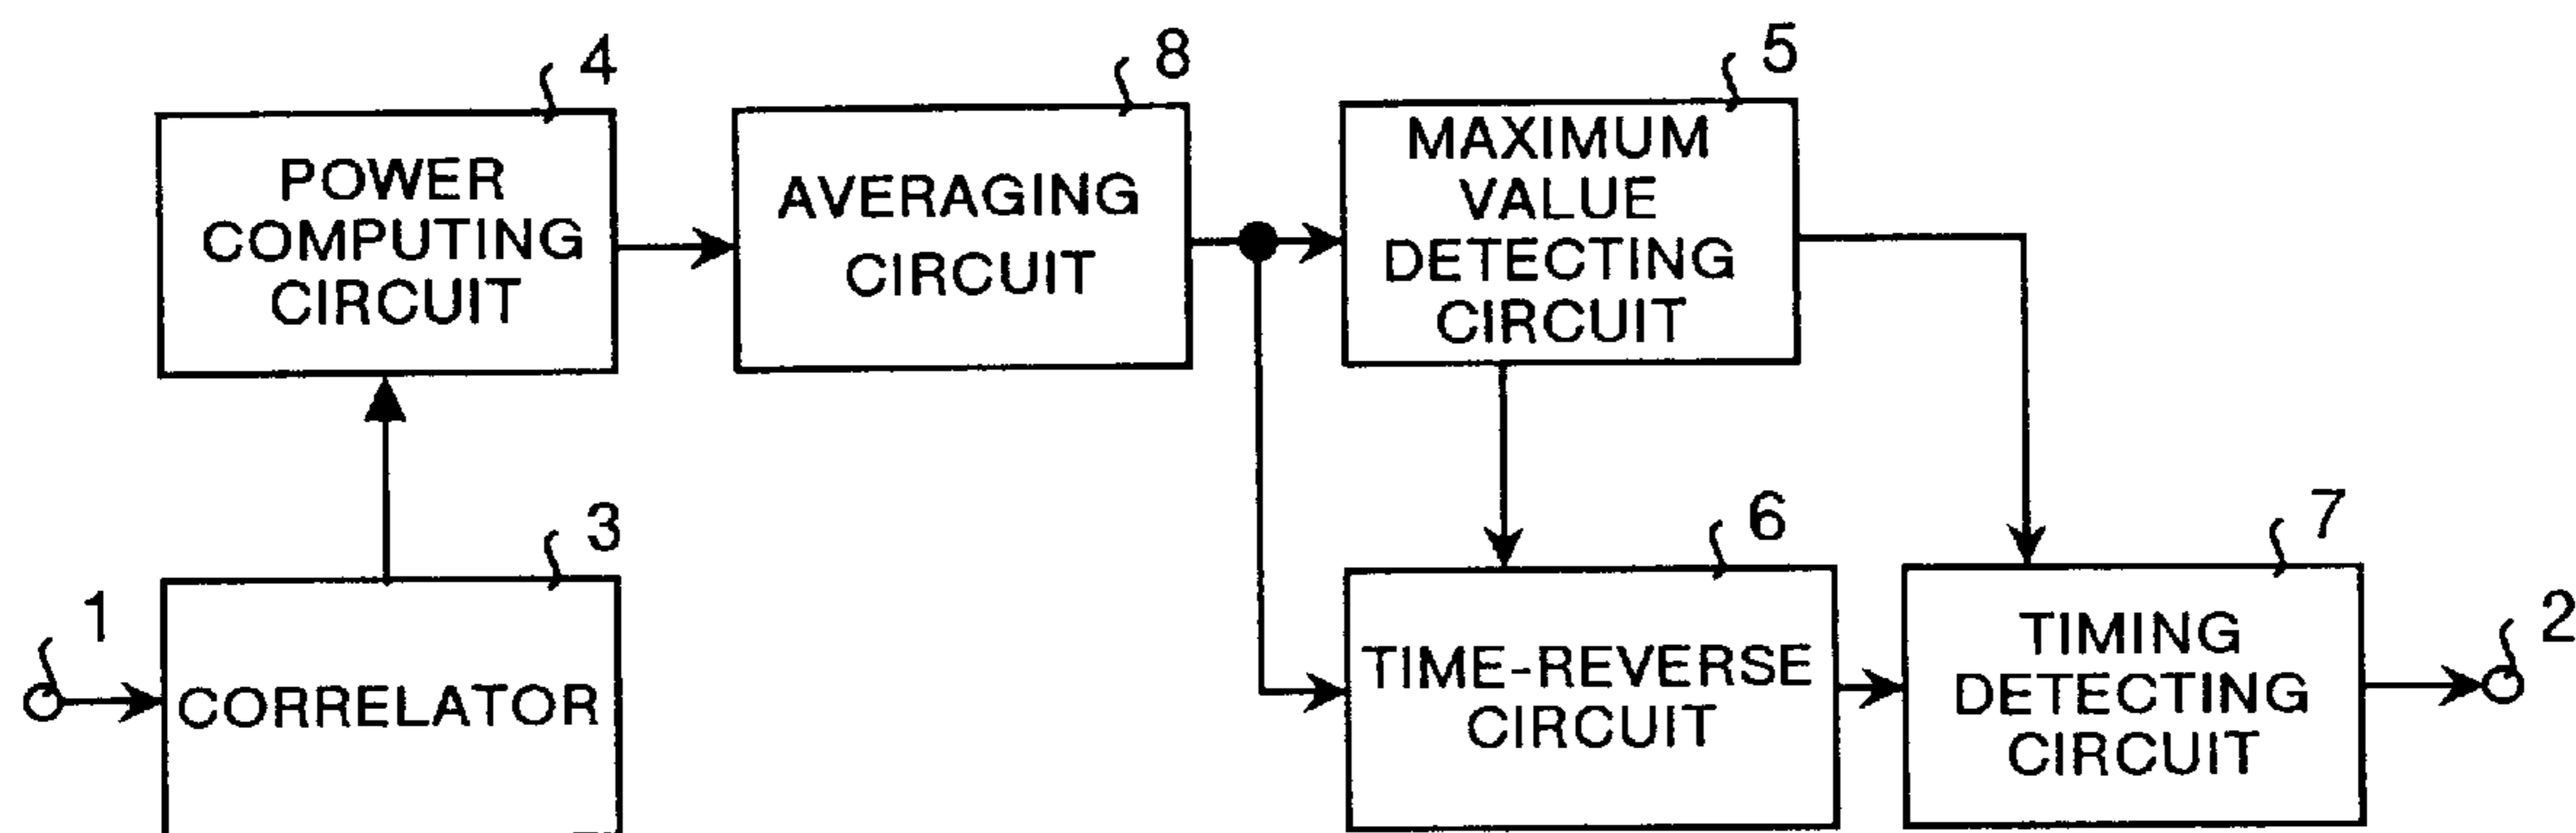 4
POWER
COMPUTING
CIRCUIT
8
AVERAGING
CIRCUIT
5
MAXIMUM
VALUE
DETECTING
CIRCUIT
1
3
CORRELATOR
6
TIME-REVERSE
CIRCUIT
7
TIMING
DETECTING
CIRCUIT
2